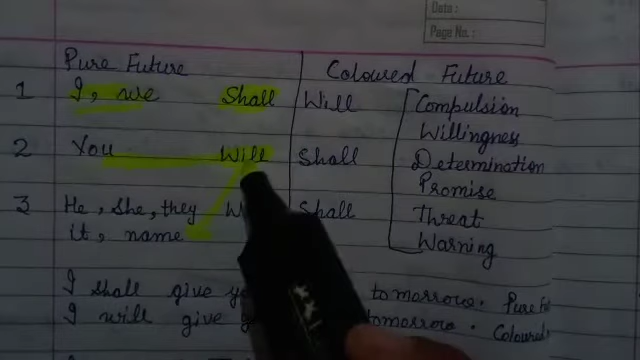 Date :
Page No. :
Pure Future Coloured Future
1 I, we Shall Will Compulsion
Willingness
2 You Will Shall Determination
Promise
3 He, She, they Shall Threat
it, name Warning
I shall give tomorrow. Pure
I will give tomorrow. Coloured